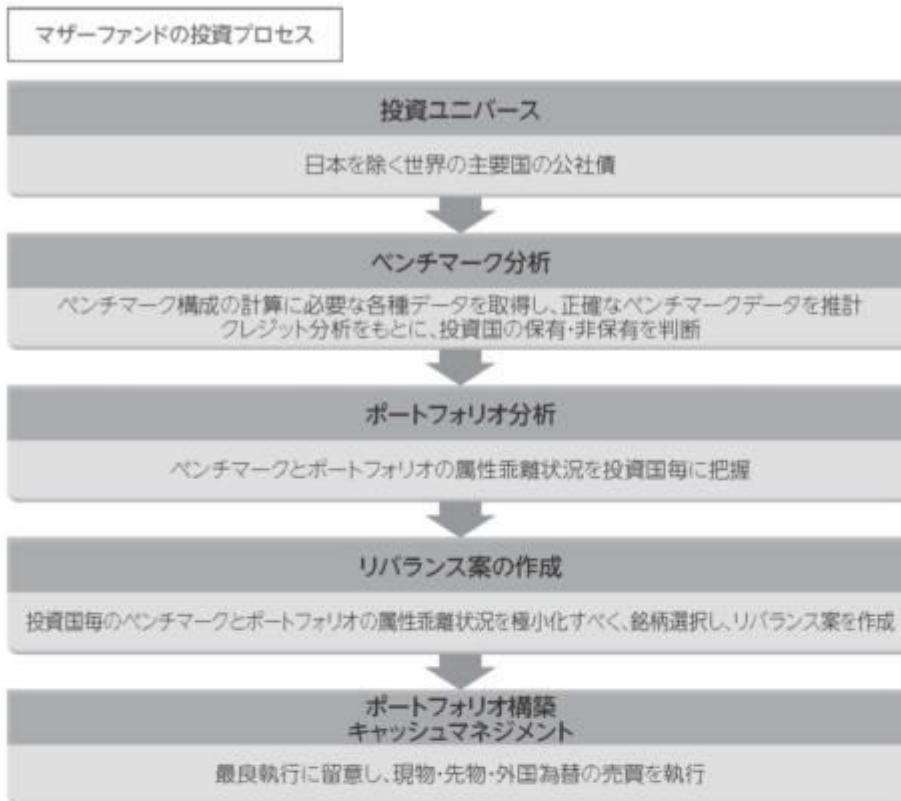 マザーファンドの投資プロセス
投資ユニバース
日本を除く世界の主要国の公社債
ベンチマーク分析
ベンチマーク構成の計算に必要な各種データを取得し、正確なベンチマークデータを推計
クレジット分析をもとに、投資国の保有・非保有を判断
ポートフォリオ分析
ベンチマークとポートフォリオの属性乖離状況を投資国毎に把握
リバランス案の作成
投資国毎のベンチマークとポートフォリオの属性乖離状況を極小化すべく、銘柄選択し、リバランス案を作成
ポートフォリオ構築
キャッシュマネジメント
最良執行に留意し、現物・先物・外国為替の売買を執行